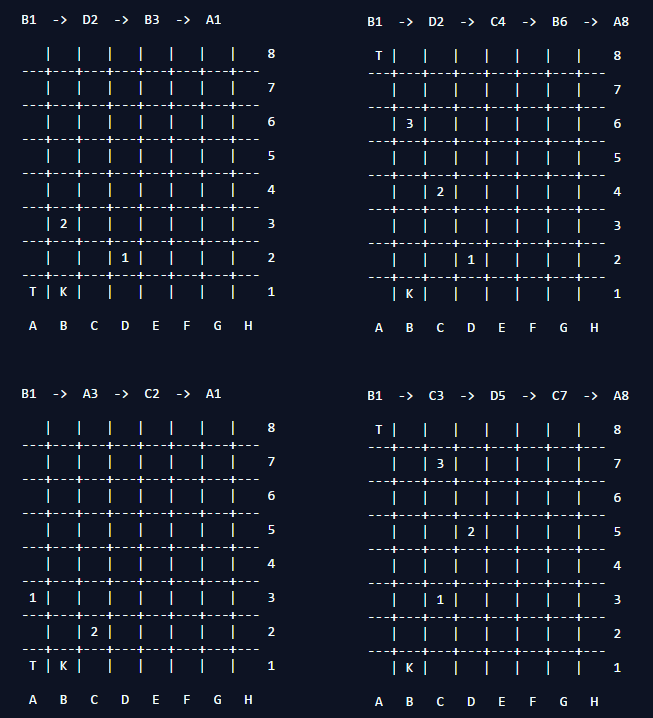 B1  ->  D2  ->  B3  ->  A1
   |   |   |   |   |   |   |     8
---+---+---+---+---+---+---+---
   |   |   |   |   |   |   |     7
---+---+---+---+---+---+---+---
   |   |   |   |   |   |   |     6
---+---+---+---+---+---+---+---
   |   |   |   |   |   |   |     5
---+---+---+---+---+---+---+---
   |   |   |   |   |   |   |     4
---+---+---+---+---+---+---+---
   | 2 |   |   |   |   |   |     3
---+---+---+---+---+---+---+---
   |   |   | 1 |   |   |   |     2
---+---+---+---+---+---+---+---
 T | K |   |   |   |   |   |     1
 A   B   C   D   E   F   G   H
B1  ->  D2  ->  C4  ->  B6  ->  A8
 T |   |   |   |   |   |   |     8
---+---+---+---+---+---+---+---
   |   |   |   |   |   |   |     7
---+---+---+---+---+---+---+---
   | 3 |   |   |   |   |   |     6
---+---+---+---+---+---+---+---
   |   |   |   |   |   |   |     5
---+---+---+---+---+---+---+---
   |   | 2 |   |   |   |   |     4
---+---+---+---+---+---+---+---
   |   |   |   |   |   |   |     3
---+---+---+---+---+---+---+---
   |   |   | 1 |   |   |   |     2
---+---+---+---+---+---+---+---
   | K |   |   |   |   |   |     1
 A   B   C   D   E   F   G   H
B1  ->  A3  ->  C2  ->  A1
   |   |   |   |   |   |   |     8
---+---+---+---+---+---+---+---
   |   |   |   |   |   |   |     7
---+---+---+---+---+---+---+---
   |   |   |   |   |   |   |     6
---+---+---+---+---+---+---+---
   |   |   |   |   |   |   |     5
---+---+---+---+---+---+---+---
   |   |   |   |   |   |   |     4
---+---+---+---+---+---+---+---
 1 |   |   |   |   |   |   |     3
---+---+---+---+---+---+---+---
   |   | 2 |   |   |   |   |     2
---+---+---+---+---+---+---+---
 T | K |   |   |   |   |   |     1
 A   B   C   D   E   F   G   H
B1  ->  C3  ->  D5  ->  C7  ->  A8
 T |   |   |   |   |   |   |     8
---+---+---+---+---+---+---+---
   |   | 3 |   |   |   |   |     7
---+---+---+---+---+---+---+---
   |   |   |   |   |   |   |     6
---+---+---+---+---+---+---+---
   |   |   | 2 |   |   |   |     5
---+---+---+---+---+---+---+---
   |   |   |   |   |   |   |     4
---+---+---+---+---+---+---+---
   |   | 1 |   |   |   |   |     3
---+---+---+---+---+---+---+---
   |   |   |   |   |   |   |     2
---+---+---+---+---+---+---+---
   | K |   |   |   |   |   |     1
 A   B   C   D   E   F   G   H